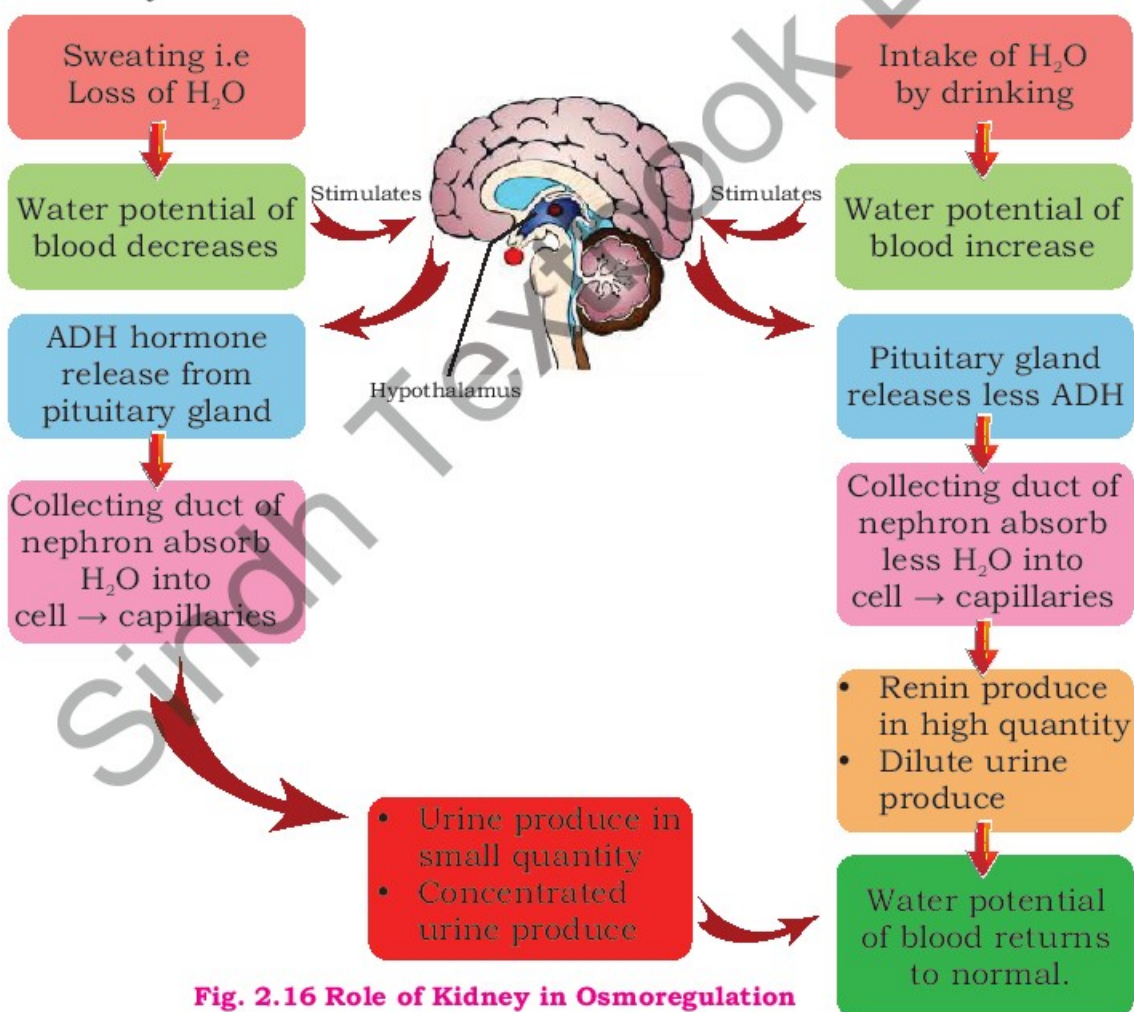 Sweating i.e
Loss of H₂O
Water potential of
blood decreases
Stimulates
ADH hormone
release from
pituitary gland
Collecting duct of
nephron absorb
H₂O into
cell → capillaries
Hypothalamus
Stimulates
Intake of H₂O
by drinking
Water potential of
blood increase
Pituitary gland
releases less ADH
Collecting duct of
nephron absorb
less H₂O into
cell → capillaries
• Renin produce
in high quantity
• Dilute urine
produce
• Urine produce in
small quantity
• Concentrated
urine produce
Water potential
of blood returns
to normal.
Fig. 2.16 Role of Kidney in Osmoregulation
Sindh Textbook